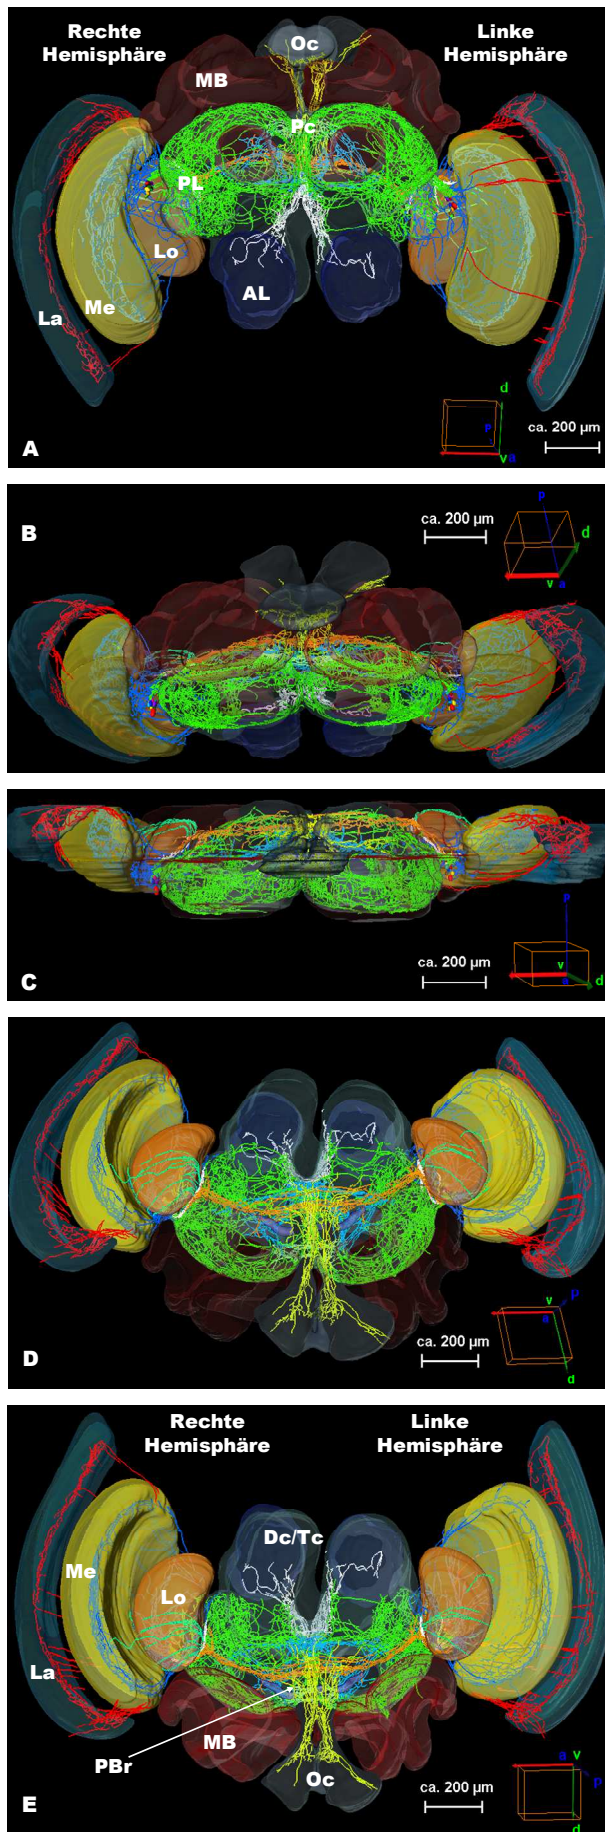 Rechte
Hemisphäre
Linke
Hemisphäre
Oc
MB
Pc
PL
Lo
AL
Me
La
d
p
v a
ca. 200 µm
A
B
ca. 200 µm
p
d
v a
p
v
a
d
ca. 200 µm
C
v
p
a
d
ca. 200 µm
D
Rechte
Hemisphäre
Linke
Hemisphäre
Dc/Tc
Me
Lo
La
MB
PBr
Oc
a v
p
d
ca. 200 µm
E